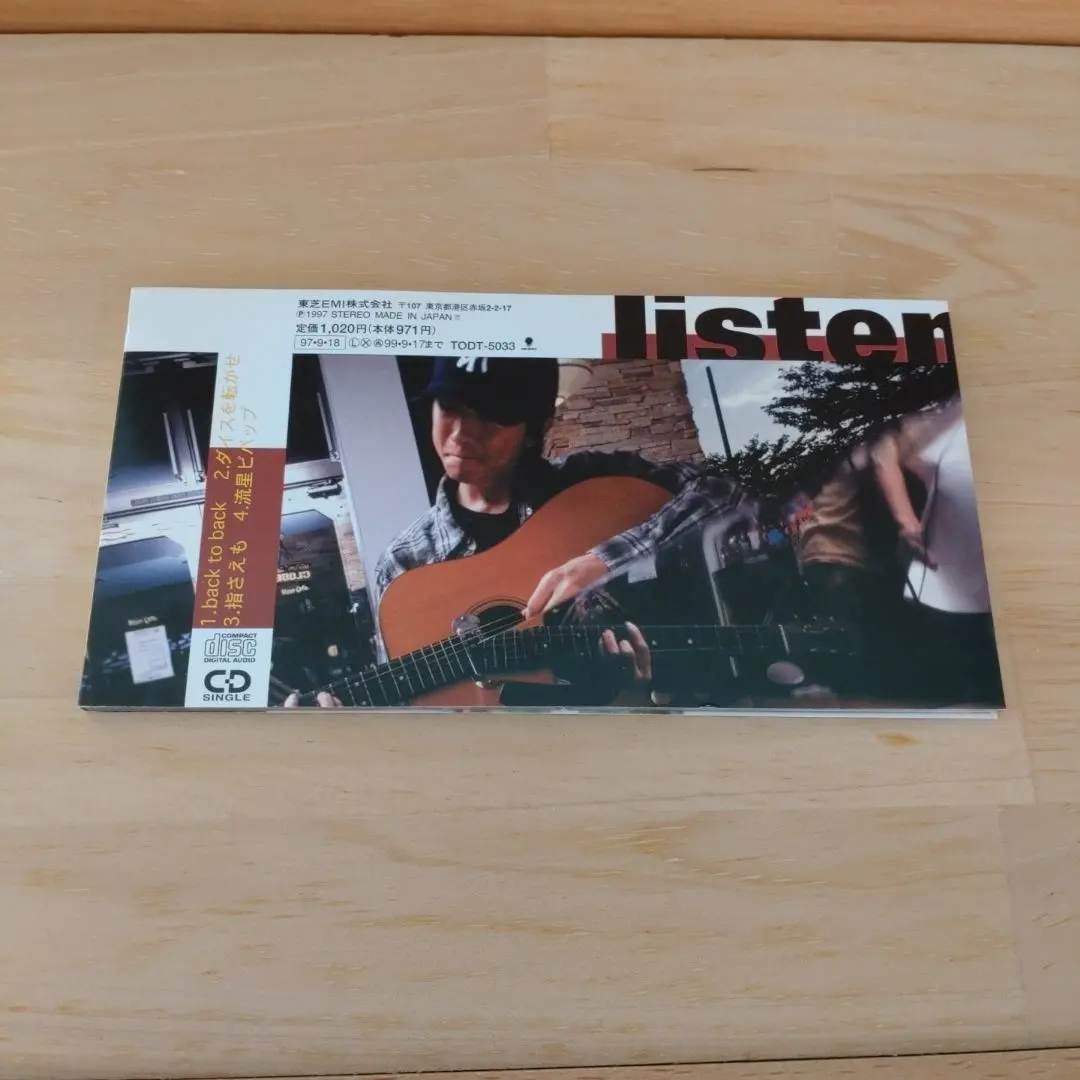 東芝EMI株式会社 〒107 東京都港区赤坂2-2-17
Ⓟ1997 STEREO MADE IN JAPAN
定価1,020円(本体971円)
97・9・18 Ⓛ Ⓧ 99・9・17まで TODT-5033
listen
1.back to back 2.ダイスを転がせ
3.指さえも 4.流星ビバップ
COMPACT
disc
DIGITAL AUDIO
CD
SINGLE